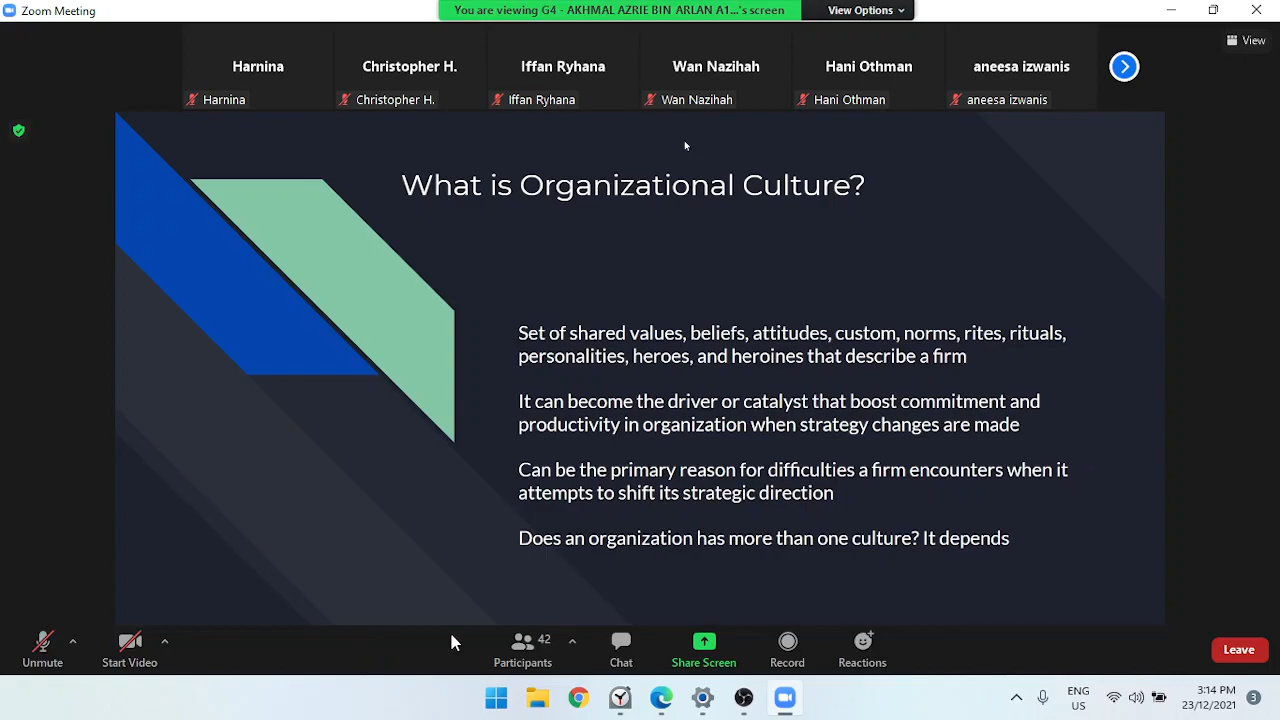 Zoom Meeting
You are viewing G4 - AKHMAL AZRIE BIN ARLAN A1...'s screen
View Options
View
Harnina
Christopher H.
Iffan Ryhana
Wan Nazihah
Hani Othman
aneesa izwanis
Harnina
Christopher H.
Iffan Ryhana
Wan Nazihah
Hani Othman
aneesa izwanis
What is Organizational Culture?
Set of shared values, beliefs, attitudes, custom, norms, rites, rituals,
personalities, heroes, and heroines that describe a firm
It can become the driver or catalyst that boost commitment and
productivity in organization when strategy changes are made
Can be the primary reason for difficulties a firm encounters when it
attempts to shift its strategic direction
Does an organization has more than one culture? It depends
Unmute
Start Video
42
Participants
Chat
Share Screen
Record
Reactions
Leave
ENG
US
3:14 PM
23/12/2021
3